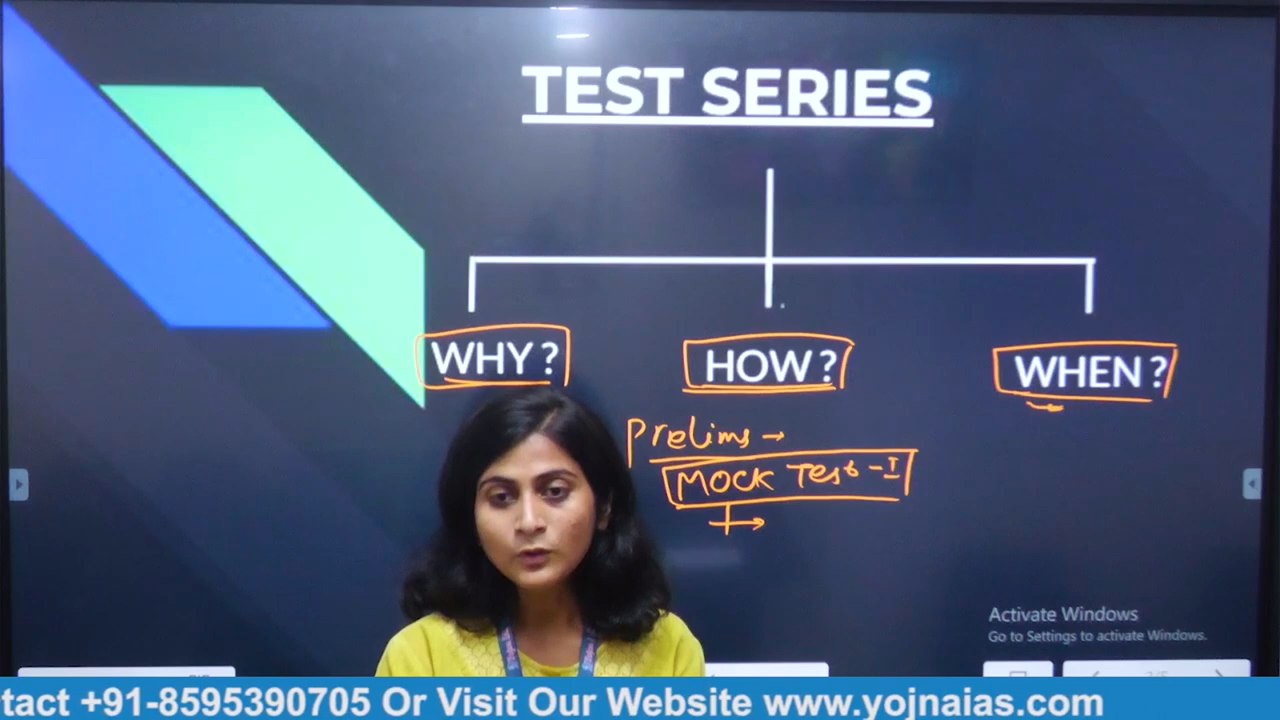 TEST SERIES
WHY?
HOW?
WHEN?
Prelims →
MOCK Test - I
Activate Windows
Go to Settings to activate Windows.
tact +91-8595390705 Or Visit Our Website www.yojnaias.com